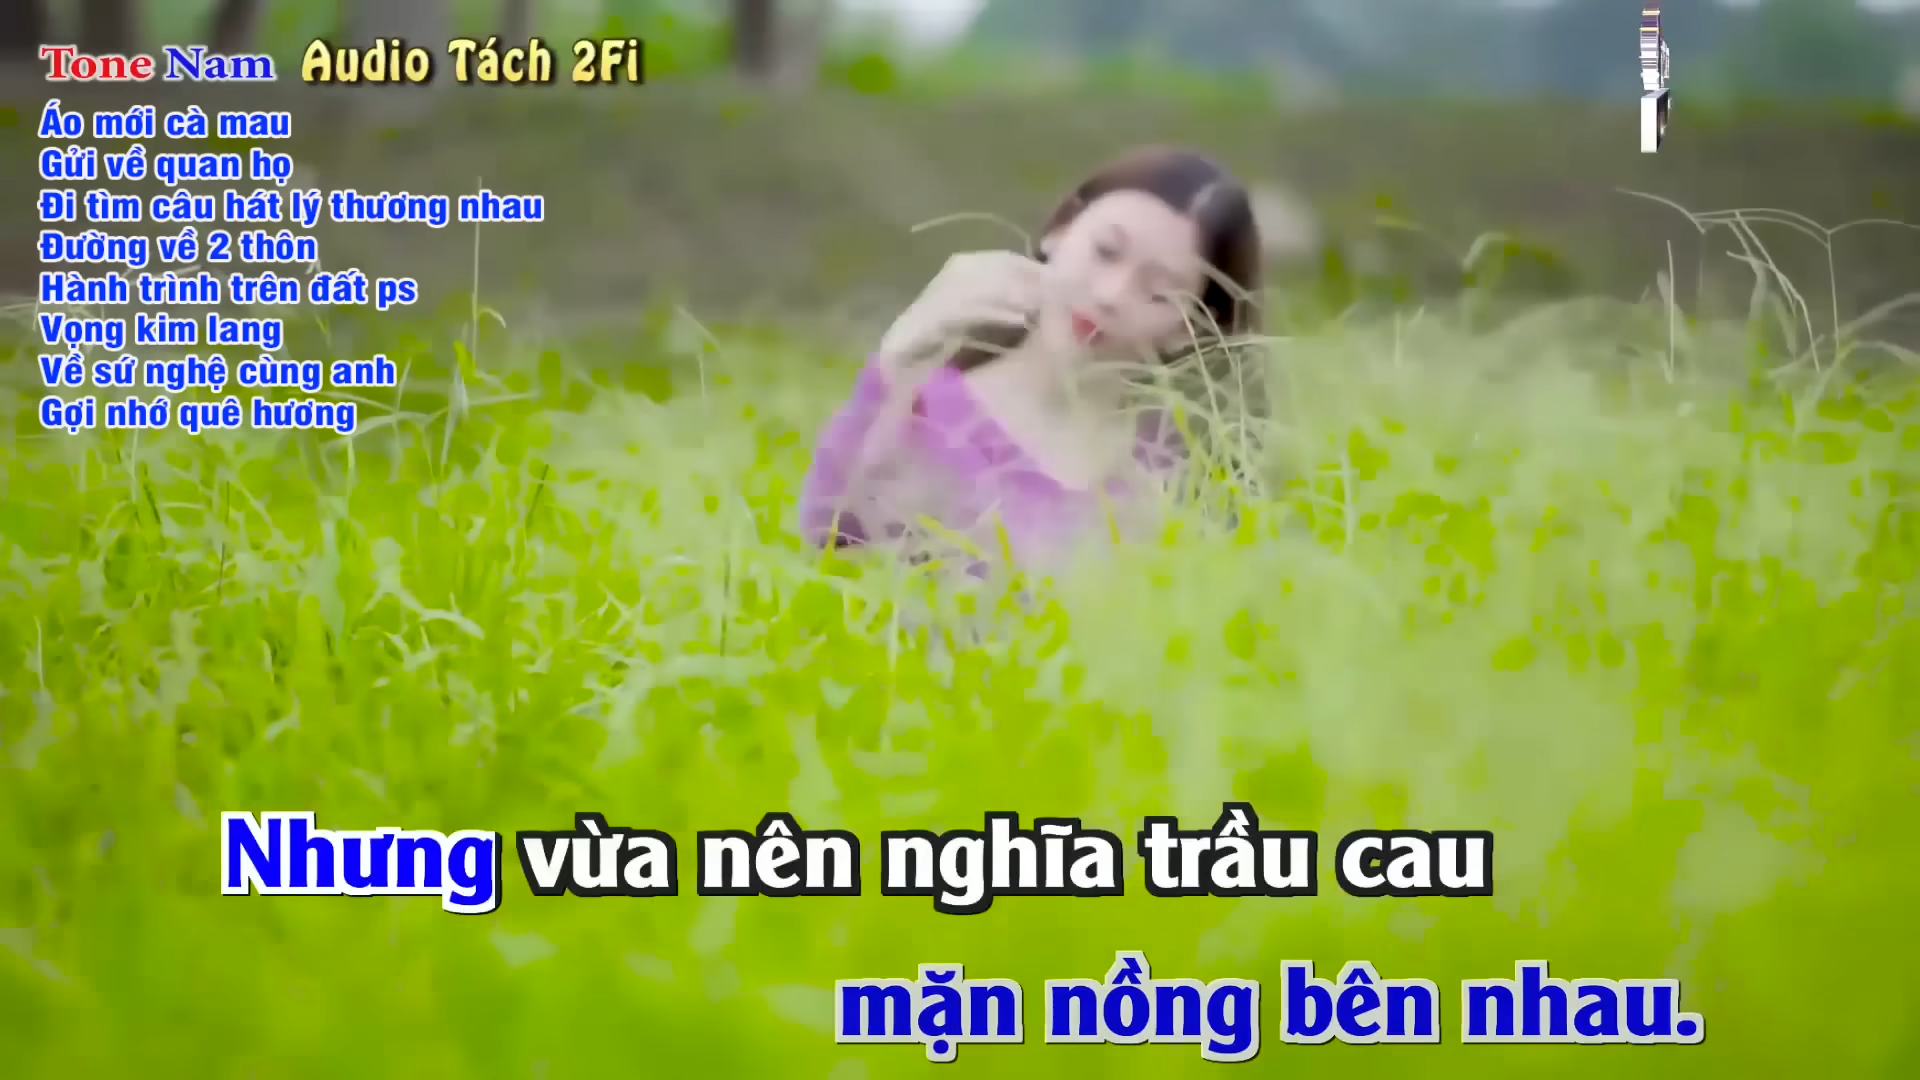 Tone Nam Audio Tách 2Fi
Áo mới cà mau
Gửi về quan họ
Đi tìm câu hát lý thương nhau
Đường về 2 thôn
Hành trình trên đất ps
Vọng kim lang
Về sứ nghệ cùng anh
Gợi nhớ quê hương
Nhưng vừa nên nghĩa trầu cau
mặn nồng bên nhau.